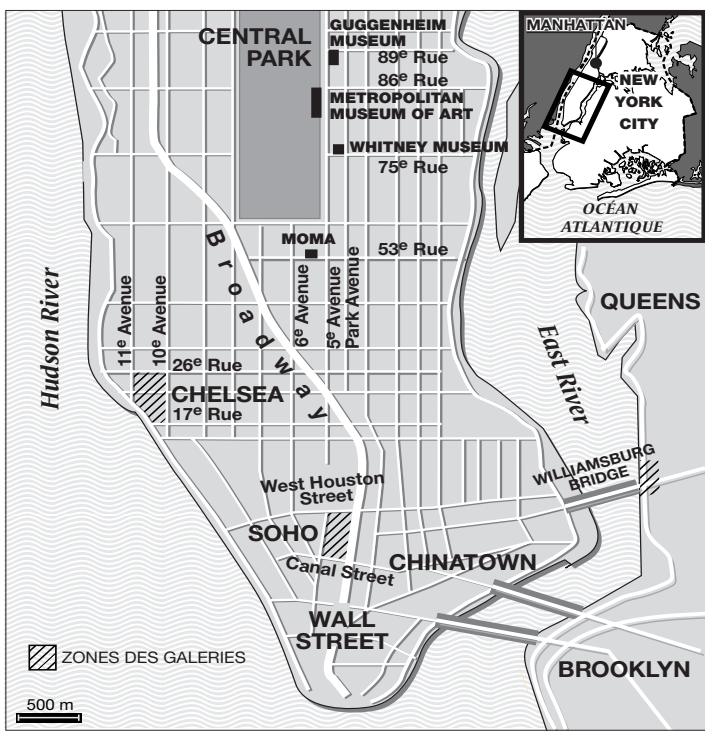 GUGGENHEIM
MUSEUM
CENTRAL
PARK
89e Rue
86e Rue
METROPOLITAN
MUSEUM OF ART
WHITNEY MUSEUM
75e Rue
MANHATTAN
NEW
YORK
CITY
OCÉAN
ATLANTIQUE
MOMA
53e Rue
Broadway
Hudson River
11e Avenue
10e Avenue
6e Avenue
5e Avenue
Park Avenue
QUEENS
East River
26e Rue
CHELSEA
17e Rue
WILLIAMSBURG
BRIDGE
West Houston
Street
SOHO
Canal Street
CHINATOWN
WALL
STREET
ZONES DES GALERIES
BROOKLYN
500 m